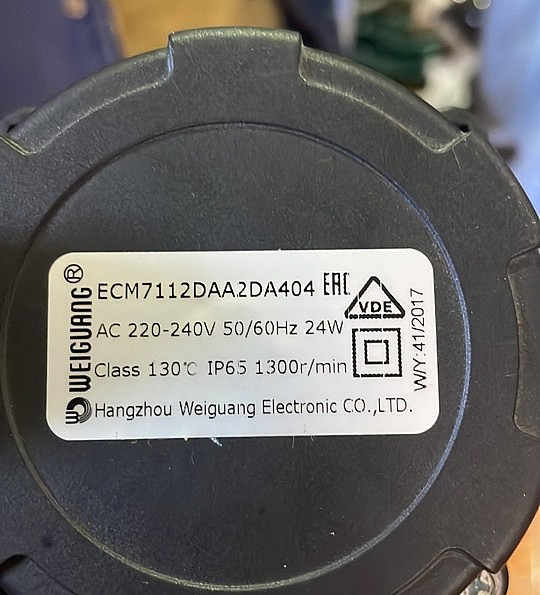 WEIGUANG®
ECM7112DAA2DA404 EAC
VDE
AC 220-240V 50/60Hz 24W
Class 130℃ IP65 1300r/min
Hangzhou Weiguang Electronic CO.,LTD.
W/Y:41/2017